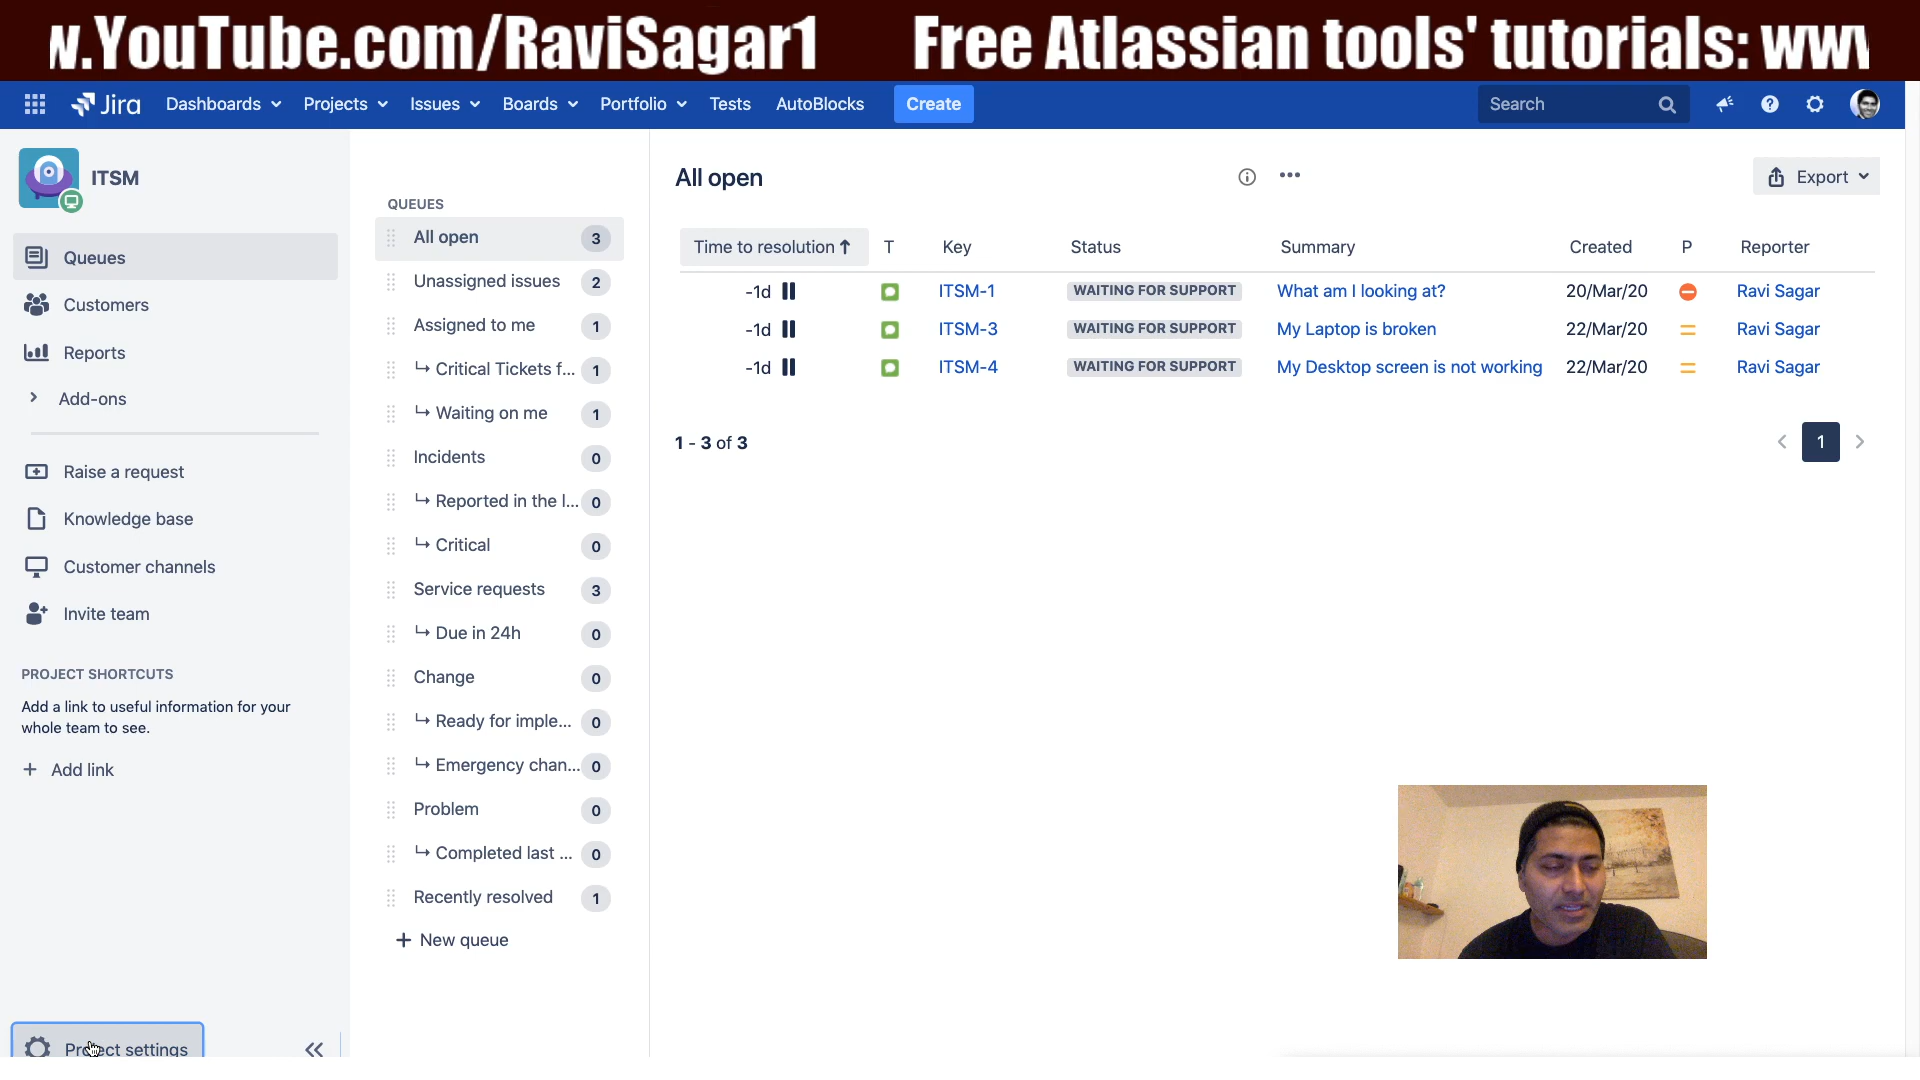 w.YouTube.com/RaviSagar1 Free Atlassian tools' tutorials: ww
Jira Dashboards Projects Issues Boards Portfolio Tests AutoBlocks Create Search
ITSM
Queues
Customers
Reports
Add-ons
Raise a request
Knowledge base
Customer channels
Invite team
PROJECT SHORTCUTS
Add a link to useful information for your
whole team to see.
+ Add link
Project settings
QUEUES
All open 3
Unassigned issues 2
Assigned to me 1
↳ Critical Tickets f... 1
↳ Waiting on me 1
Incidents 0
↳ Reported in the l... 0
↳ Critical 0
Service requests 3
↳ Due in 24h 0
Change 0
↳ Ready for imple... 0
↳ Emergency chan... 0
Problem 0
↳ Completed last ... 0
Recently resolved 1
+ New queue
All open
Export
Time to resolution ↑ T Key Status Summary Created P Reporter
-1d ITSM-1 WAITING FOR SUPPORT What am I looking at? 20/Mar/20 Ravi Sagar
-1d ITSM-3 WAITING FOR SUPPORT My Laptop is broken 22/Mar/20 Ravi Sagar
-1d ITSM-4 WAITING FOR SUPPORT My Desktop screen is not working 22/Mar/20 Ravi Sagar
1 - 3 of 3
1